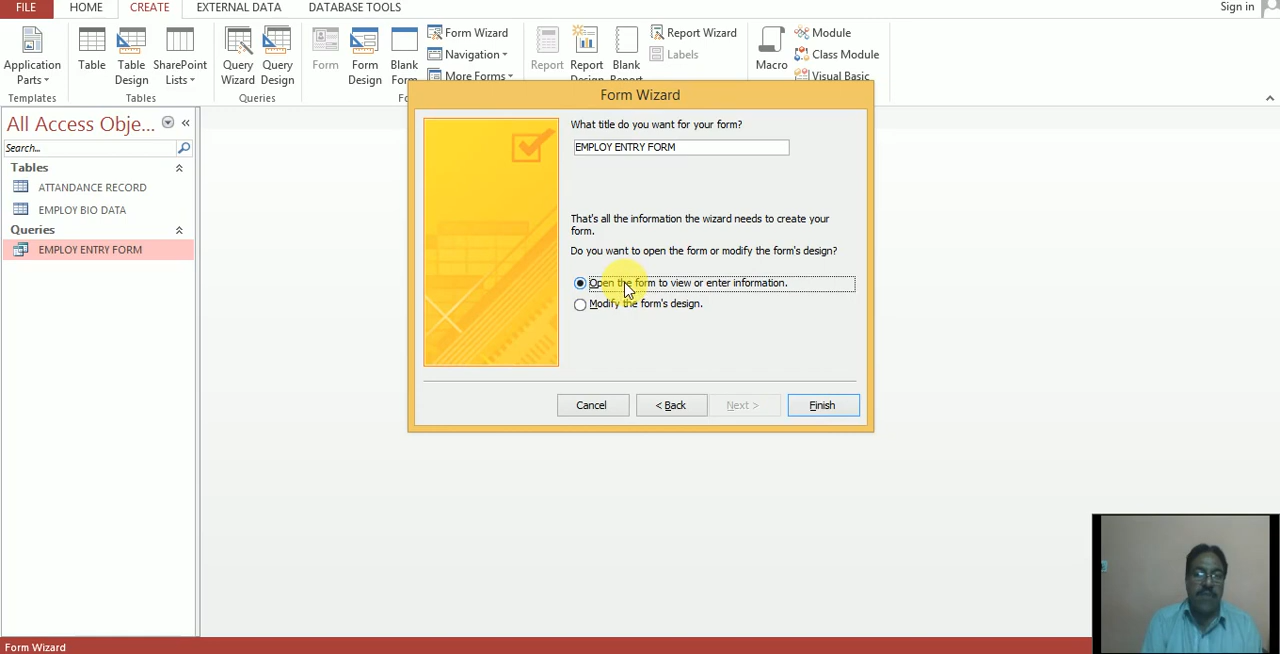 FILE HOME CREATE EXTERNAL DATA DATABASE TOOLS Sign in
Application Parts
Table
Table Design
SharePoint Lists
Query Wizard
Query Design
Form
Form Design
Blank Form
Form Wizard
Navigation
More Forms
Report
Report Design
Blank
Report Wizard
Labels
Macro
Module
Class Module
Visual Basic
Templates Tables Queries
Form Wizard
All Access Obje...
Search...
Tables
ATTANDANCE RECORD
EMPLOY BIO DATA
Queries
EMPLOY ENTRY FORM
What title do you want for your form?
EMPLOY ENTRY FORM
That's all the information the wizard needs to create your
form.
Do you want to open the form or modify the form's design?
Open the form to view or enter information.
Modify the form's design.
Cancel < Back Next > Finish
Form Wizard